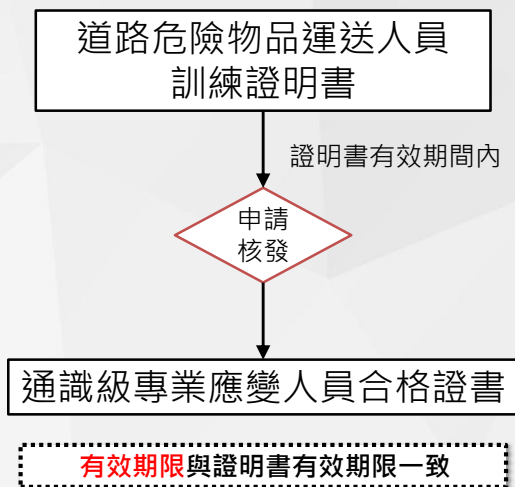 道路危險物品運送人員
訓練證明書
證明書有效期間內
申請
核發
通識級專業應變人員合格證書
有效期限與證明書有效期限一致